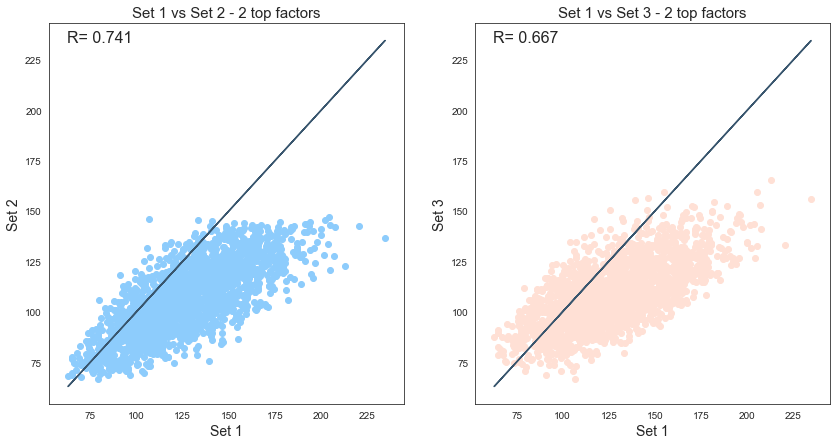 Set 1 vs Set 2 - 2 top factors
R= 0.741
225
200
175
150
125
100
75
Set 2
75 100 125 150 175 200 225
Set 1
Set 1 vs Set 3 - 2 top factors
R= 0.667
225
200
175
150
125
100
75
Set 3
75 100 125 150 175 200 225
Set 1